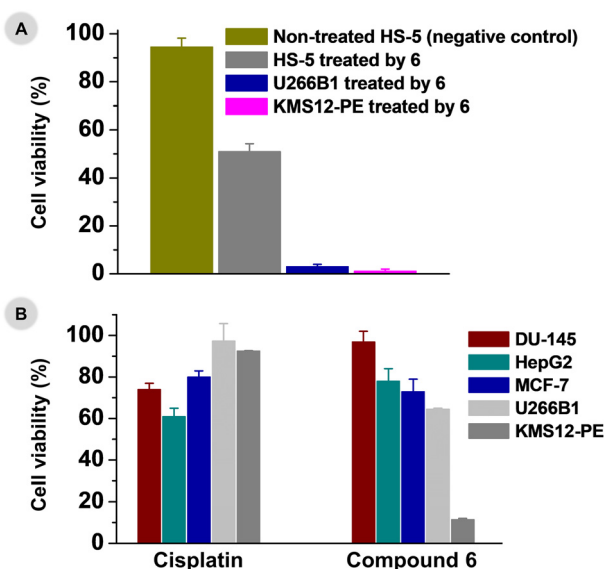 A
100
80
60
40
20
0
Cell viability (%)
Non-treated HS-5 (negative control)
HS-5 treated by 6
U266B1 treated by 6
KMS12-PE treated by 6
B
100
80
60
40
20
0
Cell viability (%)
DU-145
HepG2
MCF-7
U266B1
KMS12-PE
Cisplatin
Compound 6